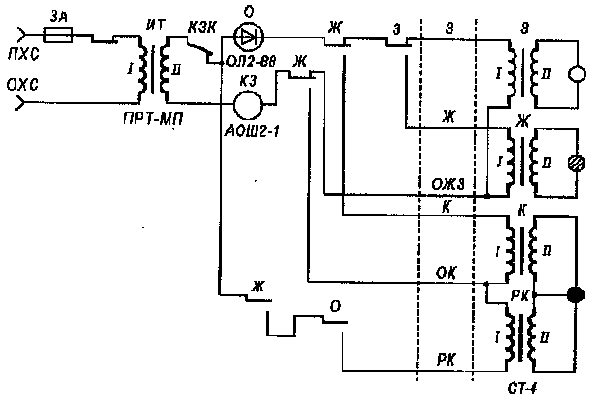 3А
ИТ
КЗК
О
Ж
З
З
З
ПХС
I
II
ОЛ2-88
Ж
I
II
КЗ
ОХС
ПРТ-МП
АОШ2-1
Ж
Ж
I
II
ОЖЗ
К
К
I
II
ОК
Ж
РК
О
I
II
РК
СТ-4